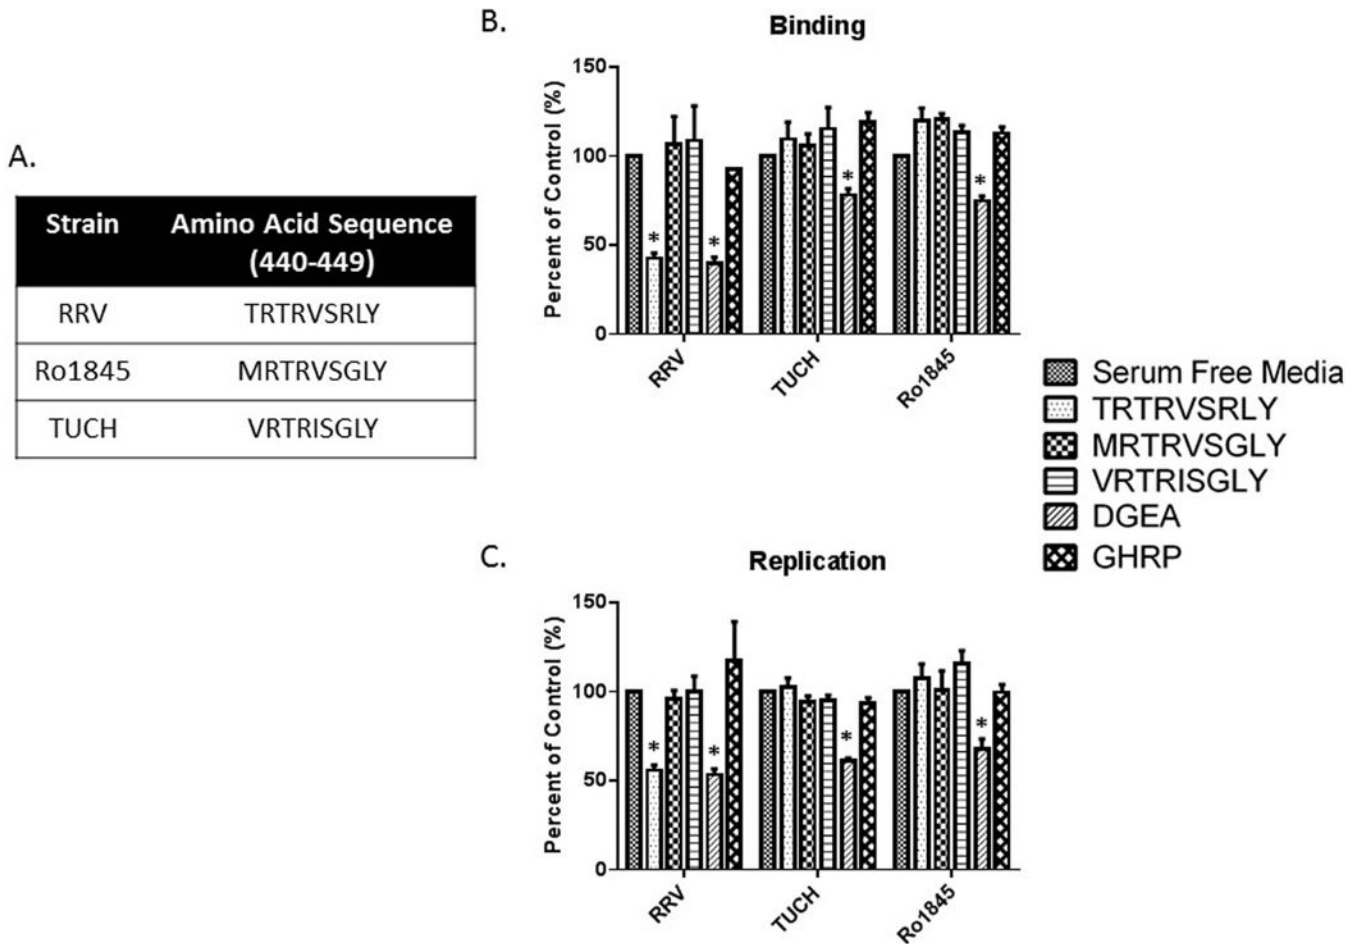 A.
Strain Amino Acid Sequence
(440-449)
RRV TRTRVSRLY
Ro1845 MRTRVSGLY
TUCH VRTRISGLY
B.
Binding
Percent of Control (%)
150
100
50
0
* * * *
RRV TUCH Ro1845
Serum Free Media
TRTRVSRLY
MRTRVSGLY
VRTRISGLY
DGEA
GHRP
C.
Replication
Percent of Control (%)
150
100
50
0
* * * *
RRV TUCH Ro1845